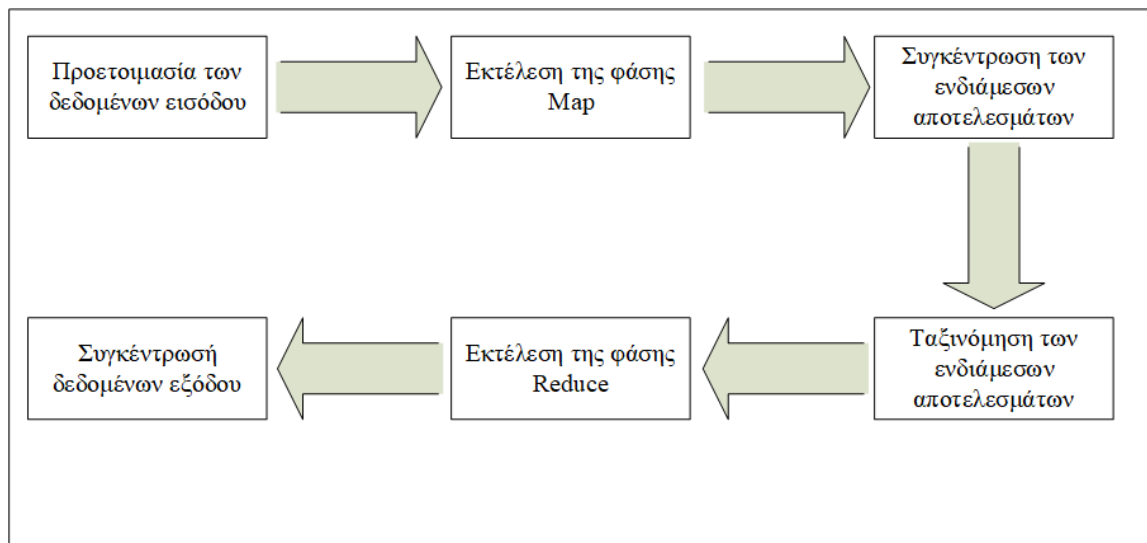 Προετοιμασία των
δεδομένων εισόδου
Εκτέλεση της φάσης
Map
Συγκέντρωση των
ενδιάμεσων
αποτελεσμάτων
Ταξινόμηση των
ενδιάμεσων
αποτελεσμάτων
Εκτέλεση της φάσης
Reduce
Συγκέντρωσή
δεδομένων εξόδου